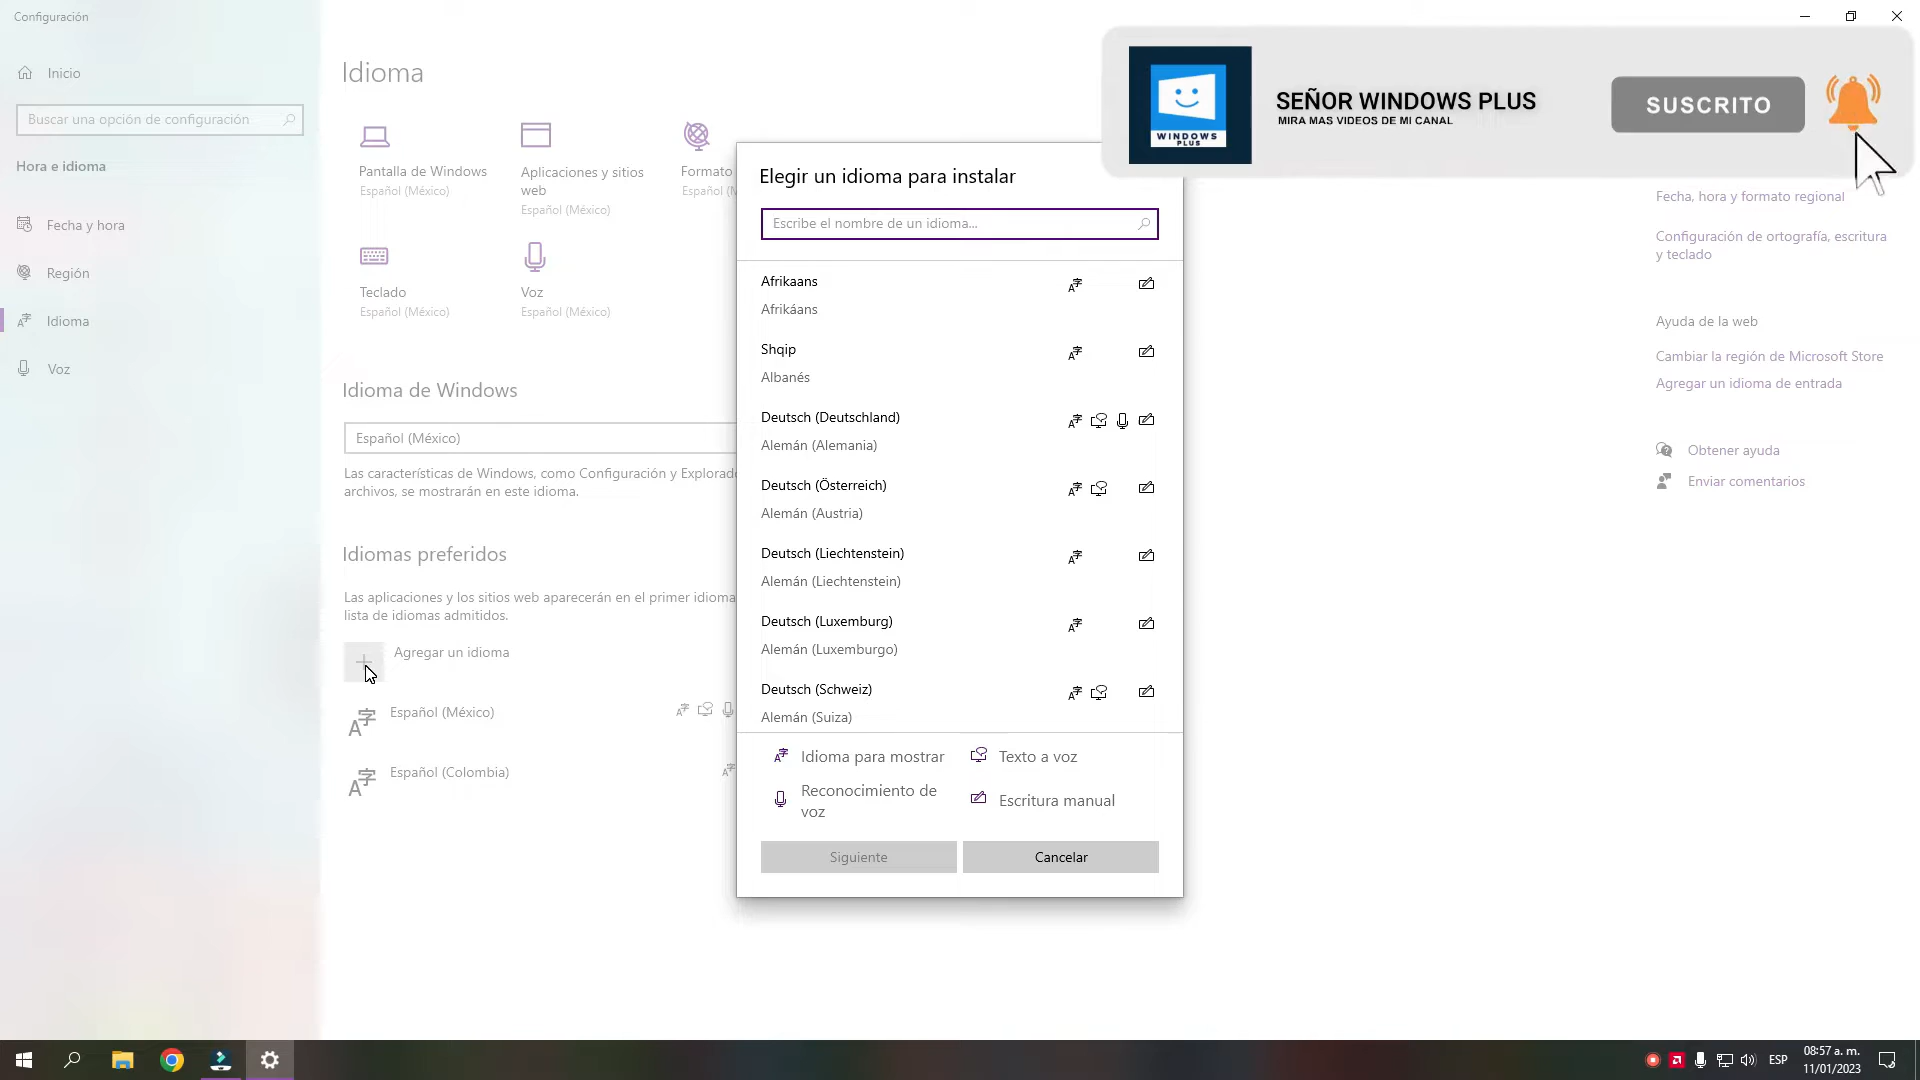 Configuración
Inicio
Buscar una opción de configuración
Hora e idioma
Fecha y hora
Región
Idioma
Voz
Idioma
Pantalla de Windows
Español (México)
Aplicaciones y sitios
web
Español (México)
Formato
Español (M
Teclado
Español (México)
Voz
Español (México)
Idioma de Windows
Español (México)
Las características de Windows, como Configuración y Explorado
archivos, se mostrarán en este idioma.
Idiomas preferidos
Las aplicaciones y los sitios web aparecerán en el primer idioma
lista de idiomas admitidos.
Agregar un idioma
Español (México)
Español (Colombia)
Elegir un idioma para instalar
Escribe el nombre de un idioma...
Afrikaans
Afrikáans
Shqip
Albanés
Deutsch (Deutschland)
Alemán (Alemania)
Deutsch (Österreich)
Alemán (Austria)
Deutsch (Liechtenstein)
Alemán (Liechtenstein)
Deutsch (Luxemburg)
Alemán (Luxemburgo)
Deutsch (Schweiz)
Alemán (Suiza)
Idioma para mostrar
Texto a voz
Reconocimiento de
voz
Escritura manual
Siguiente
Cancelar
WINDOWS
PLUS
SEÑOR WINDOWS PLUS
MIRA MAS VIDEOS DE MI CANAL
SUSCRITO
Fecha, hora y formato regional
Configuración de ortografía, escritura
y teclado
Ayuda de la web
Cambiar la región de Microsoft Store
Agregar un idioma de entrada
Obtener ayuda
Enviar comentarios
ESP
08:57 a. m.
11/01/2023